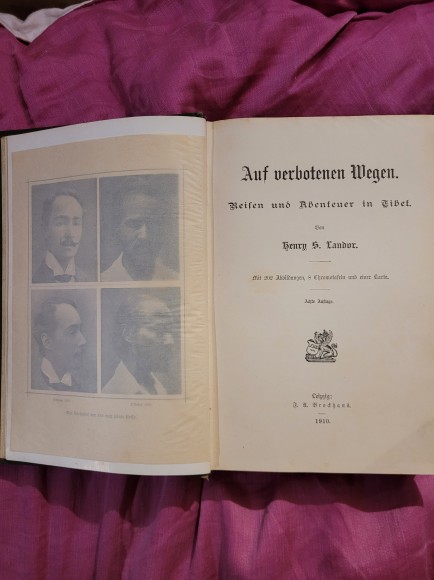 Auf verbotenen Wegen.
Reisen und Abenteuer in Tibet.
Von
Henry S. Landor.
Mit 202 Abbildungen, 8 Chromotafeln und einer Karte.
Achte Auflage.
Leipzig:
F. A. Brockhaus.
1910.